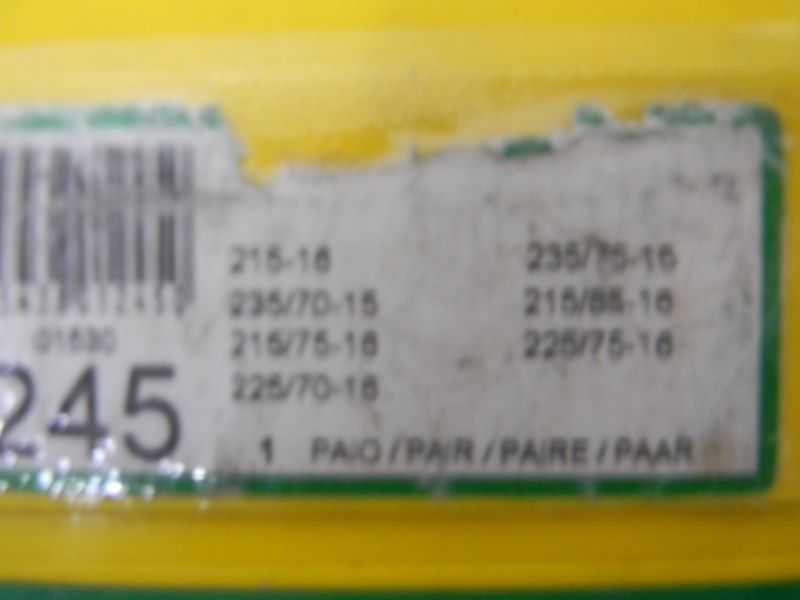 215-16 235/75-15
235/70-15 215/85-16
01630 215/75-16 225/75-16
225/70-16
245
1 PAIO / PAIR / PAIRE / PAAR